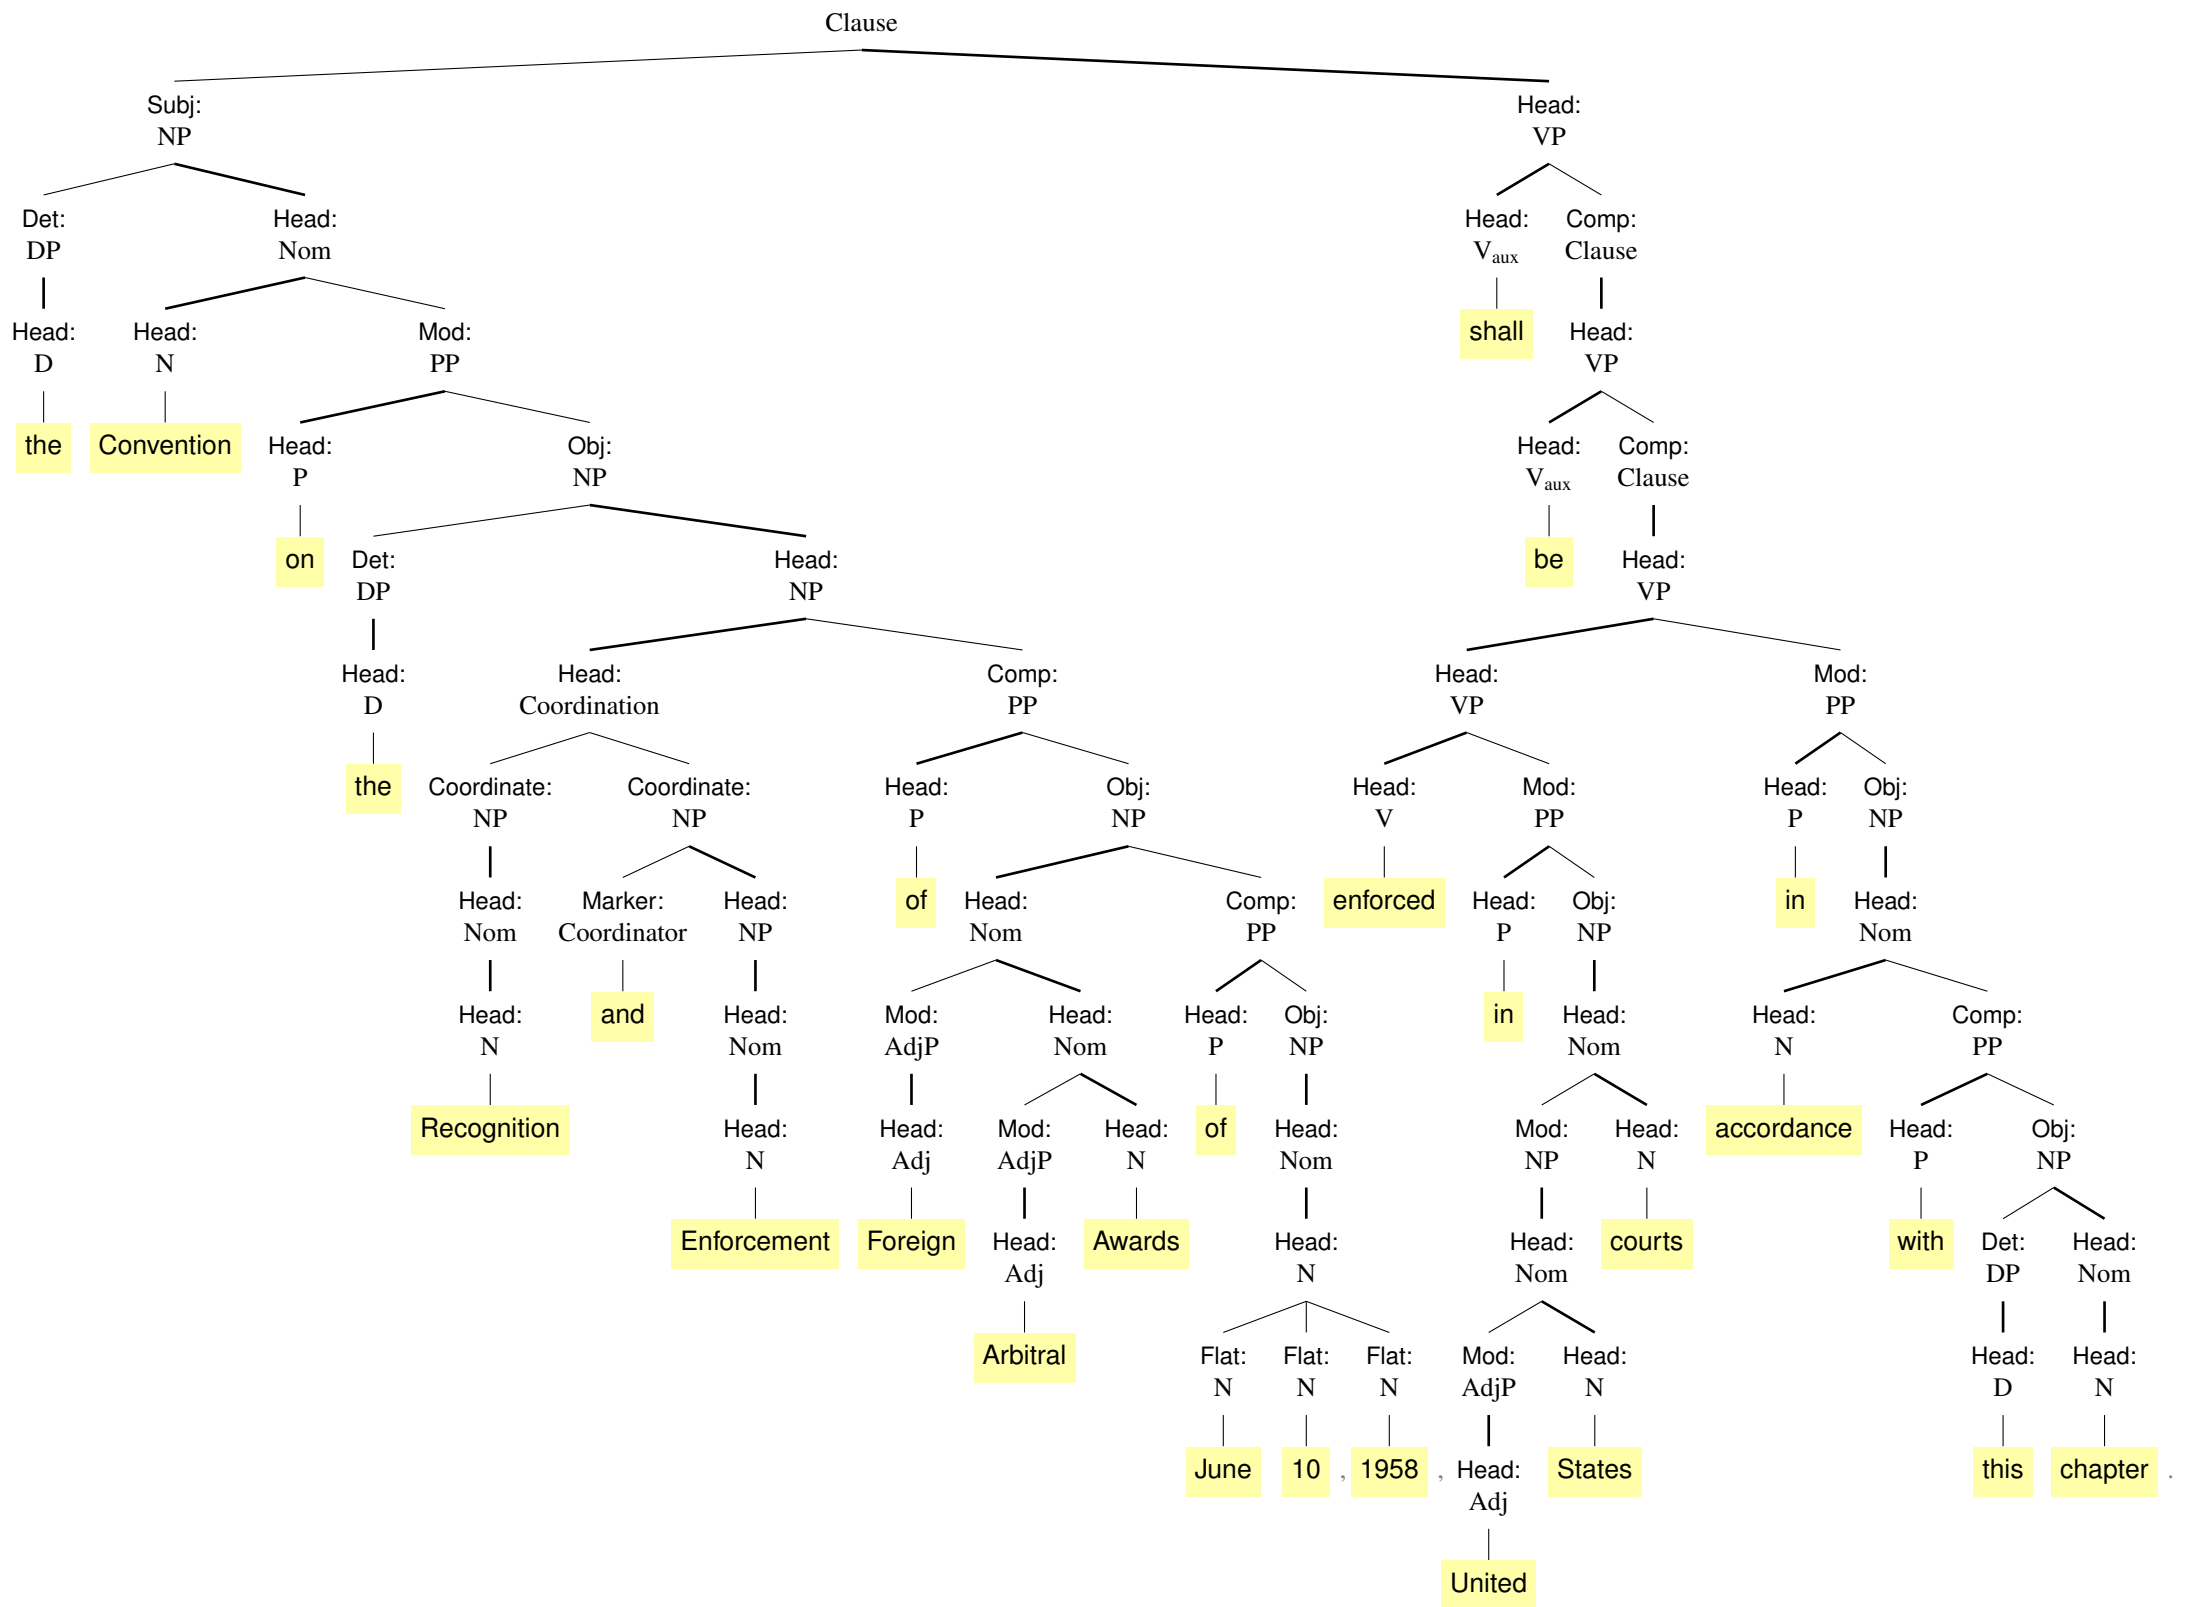 Clause
Subj: Head:
NP VP
Det: Head: Head: Comp:
DP Nom Vaux Clause
Head: Head: Mod: shall Head:
D N PP VP
the Convention Head: Obj: Head: Comp:
P NP Vaux Clause
on Det: Head: be Head:
DP NP VP
Head: Head: Comp: Head: Mod:
D Coordination PP VP PP
the Coordinate: Coordinate: Head: Obj: Head: Mod: Head: Obj:
NP NP P NP V PP P NP
Head: Marker: Head: of Head: Comp: enforced Head: Obj: in Head:
Nom Coordinator NP Nom PP P NP Nom
Head: and Head: Mod: Head: Head: Obj: in Head: Head: Comp:
N Nom AdjP Nom P NP Nom N PP
Recognition Head: Head: Mod: Head: of Head: Mod: Head: accordance Head: Obj:
N Adj AdjP N Nom NP N P NP
Enforcement Foreign Head: Awards Head: Head: courts with Det: Head:
Adj N Nom DP Nom
Arbitral Flat: Flat: Flat: Mod: Head: Head: Head:
N N N AdjP N D N
June 10 , 1958 , Head: States this chapter .
Adj
United